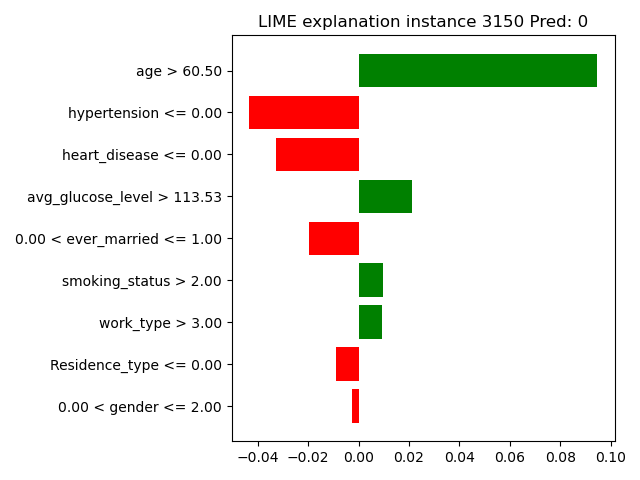 LIME explanation instance 3150 Pred: 0
age > 60.50
hypertension <= 0.00
heart_disease <= 0.00
avg_glucose_level > 113.53
0.00 < ever_married <= 1.00
smoking_status > 2.00
work_type > 3.00
Residence_type <= 0.00
0.00 < gender <= 2.00
−0.04 −0.02 0.00 0.02 0.04 0.06 0.08 0.10